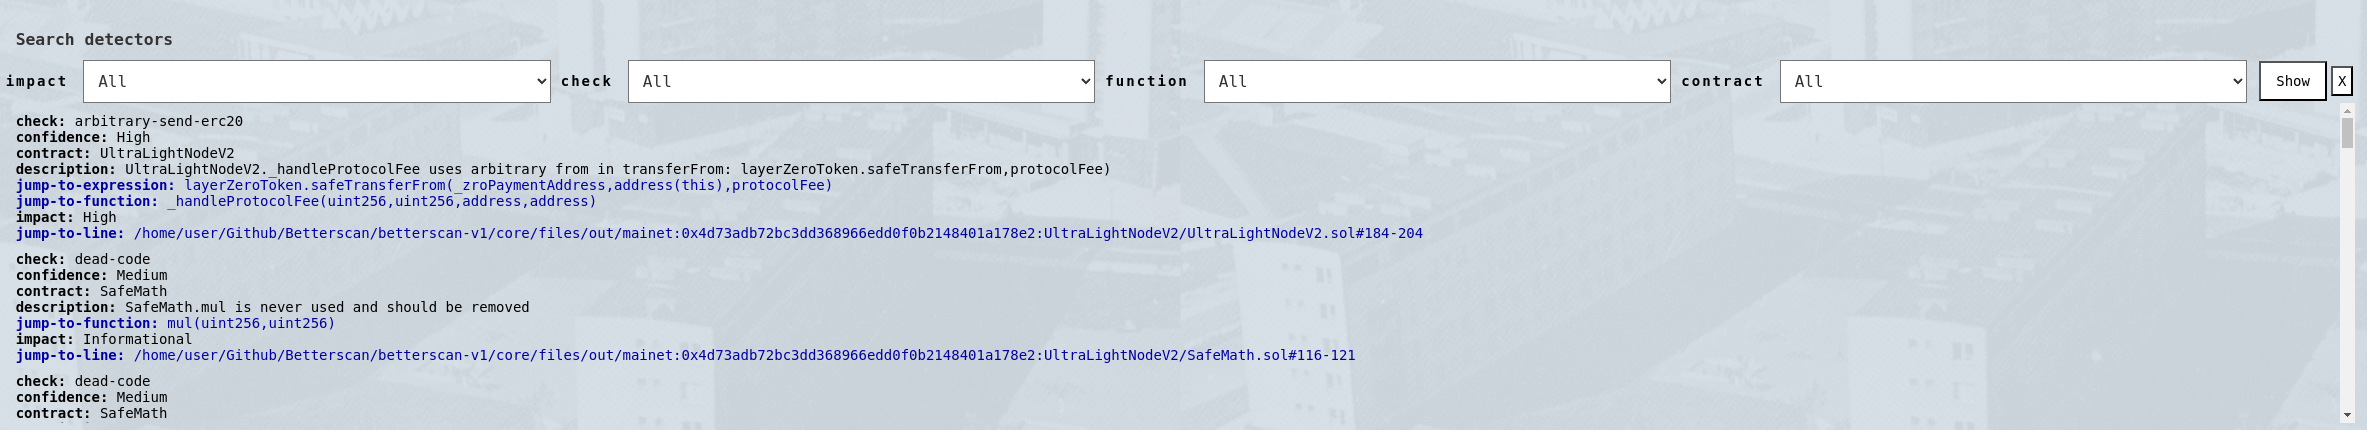 Search detectors
impact All check All function All contract All Show X
check: arbitrary-send-erc20
confidence: High
contract: UltraLightNodeV2
description: UltraLightNodeV2._handleProtocolFee uses arbitrary from in transferFrom: layerZeroToken.safeTransferFrom,protocolFee)
jump-to-expression: layerZeroToken.safeTransferFrom(_zroPaymentAddress,address(this),protocolFee)
jump-to-function: _handleProtocolFee(uint256,uint256,address,address)
impact: High
jump-to-line: /home/user/Github/Betterscan/betterscan-v1/core/files/out/mainet:0x4d73adb72bc3dd368966edd0f0b2148401a178e2:UltraLightNodeV2/UltraLightNodeV2.sol#184-204
check: dead-code
confidence: Medium
contract: SafeMath
description: SafeMath.mul is never used and should be removed
jump-to-function: mul(uint256,uint256)
impact: Informational
jump-to-line: /home/user/Github/Betterscan/betterscan-v1/core/files/out/mainet:0x4d73adb72bc3dd368966edd0f0b2148401a178e2:UltraLightNodeV2/SafeMath.sol#116-121
check: dead-code
confidence: Medium
contract: SafeMath